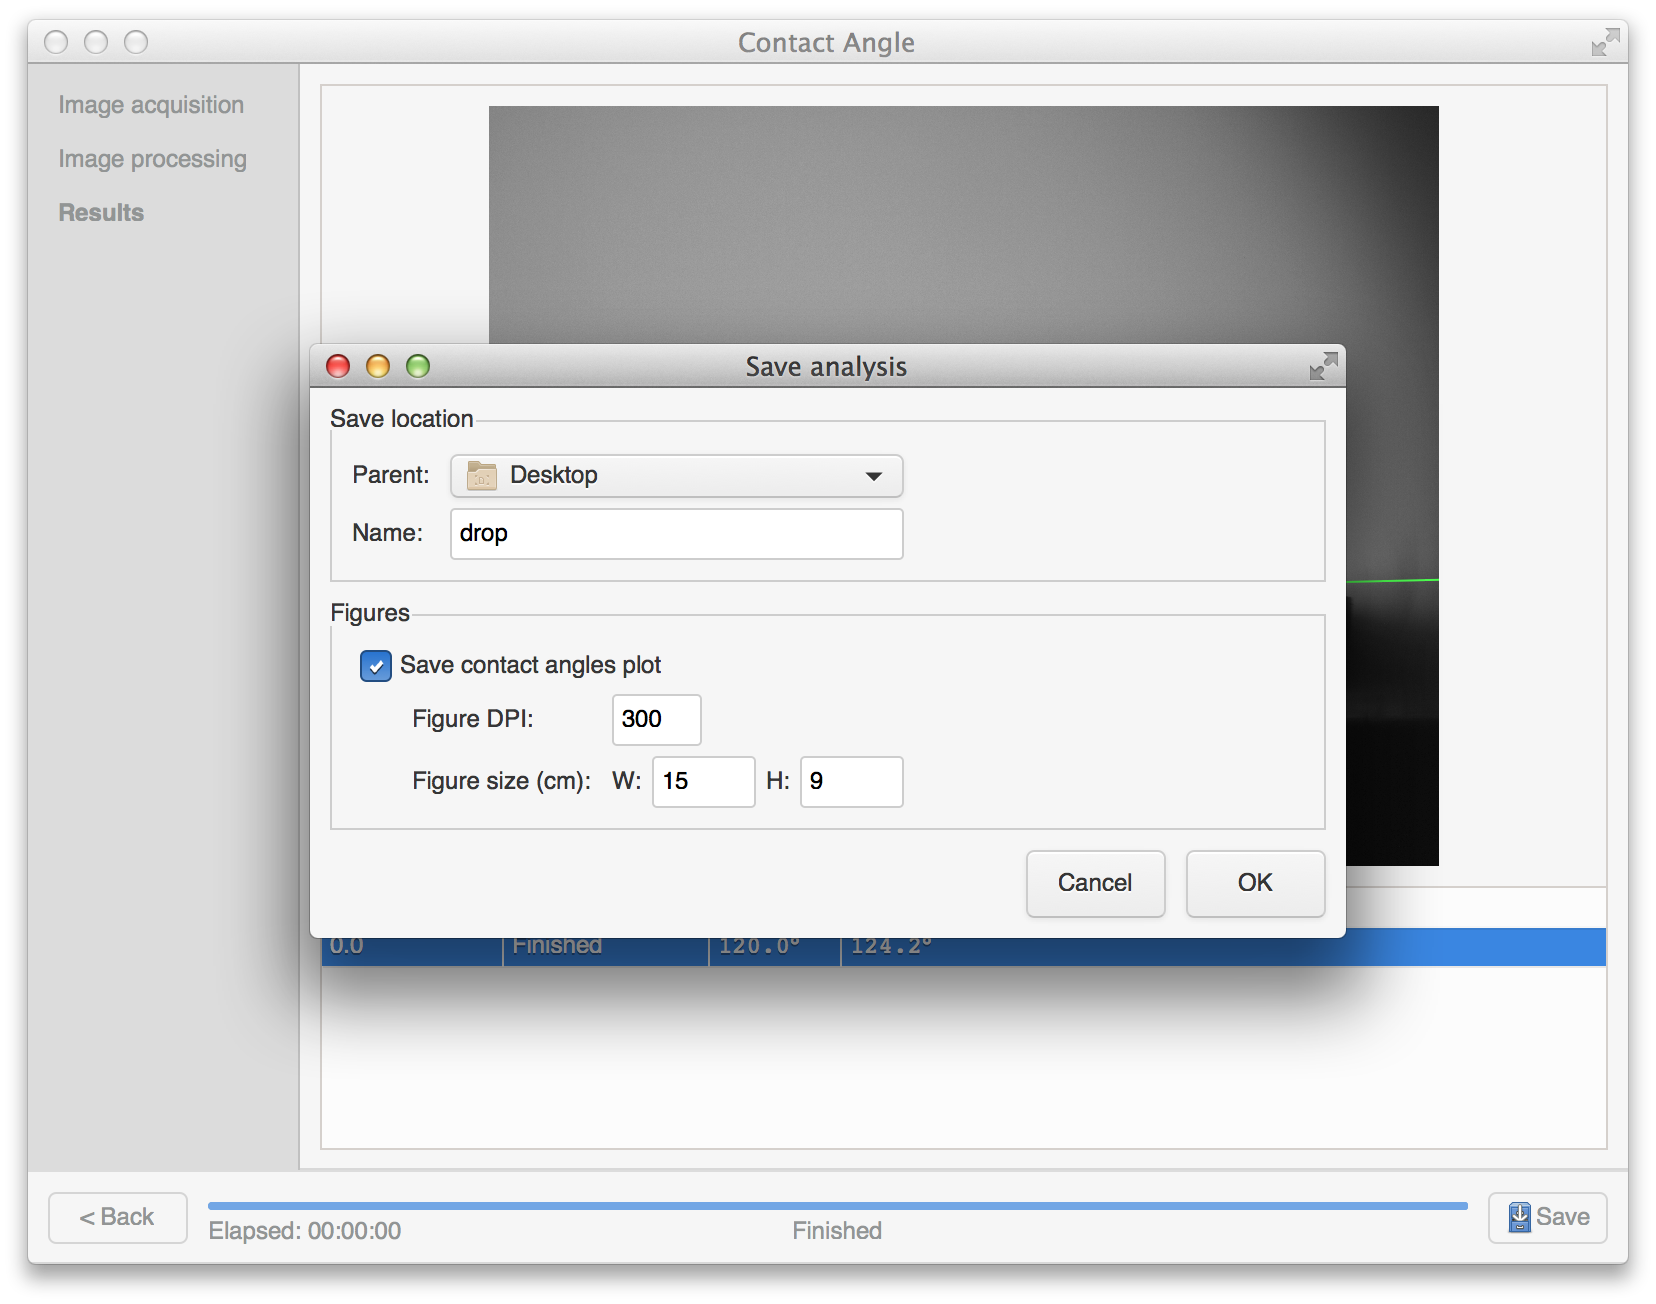 Contact Angle
Image acquisition
Image processing
Results
Save analysis
Save location
Parent: Desktop
Name: drop
Figures
Save contact angles plot
Figure DPI: 300
Figure size (cm): W: 15 H: 9
Cancel OK
0.0 Finished 120.0° 124.2°
< Back
Elapsed: 00:00:00 Finished
Save